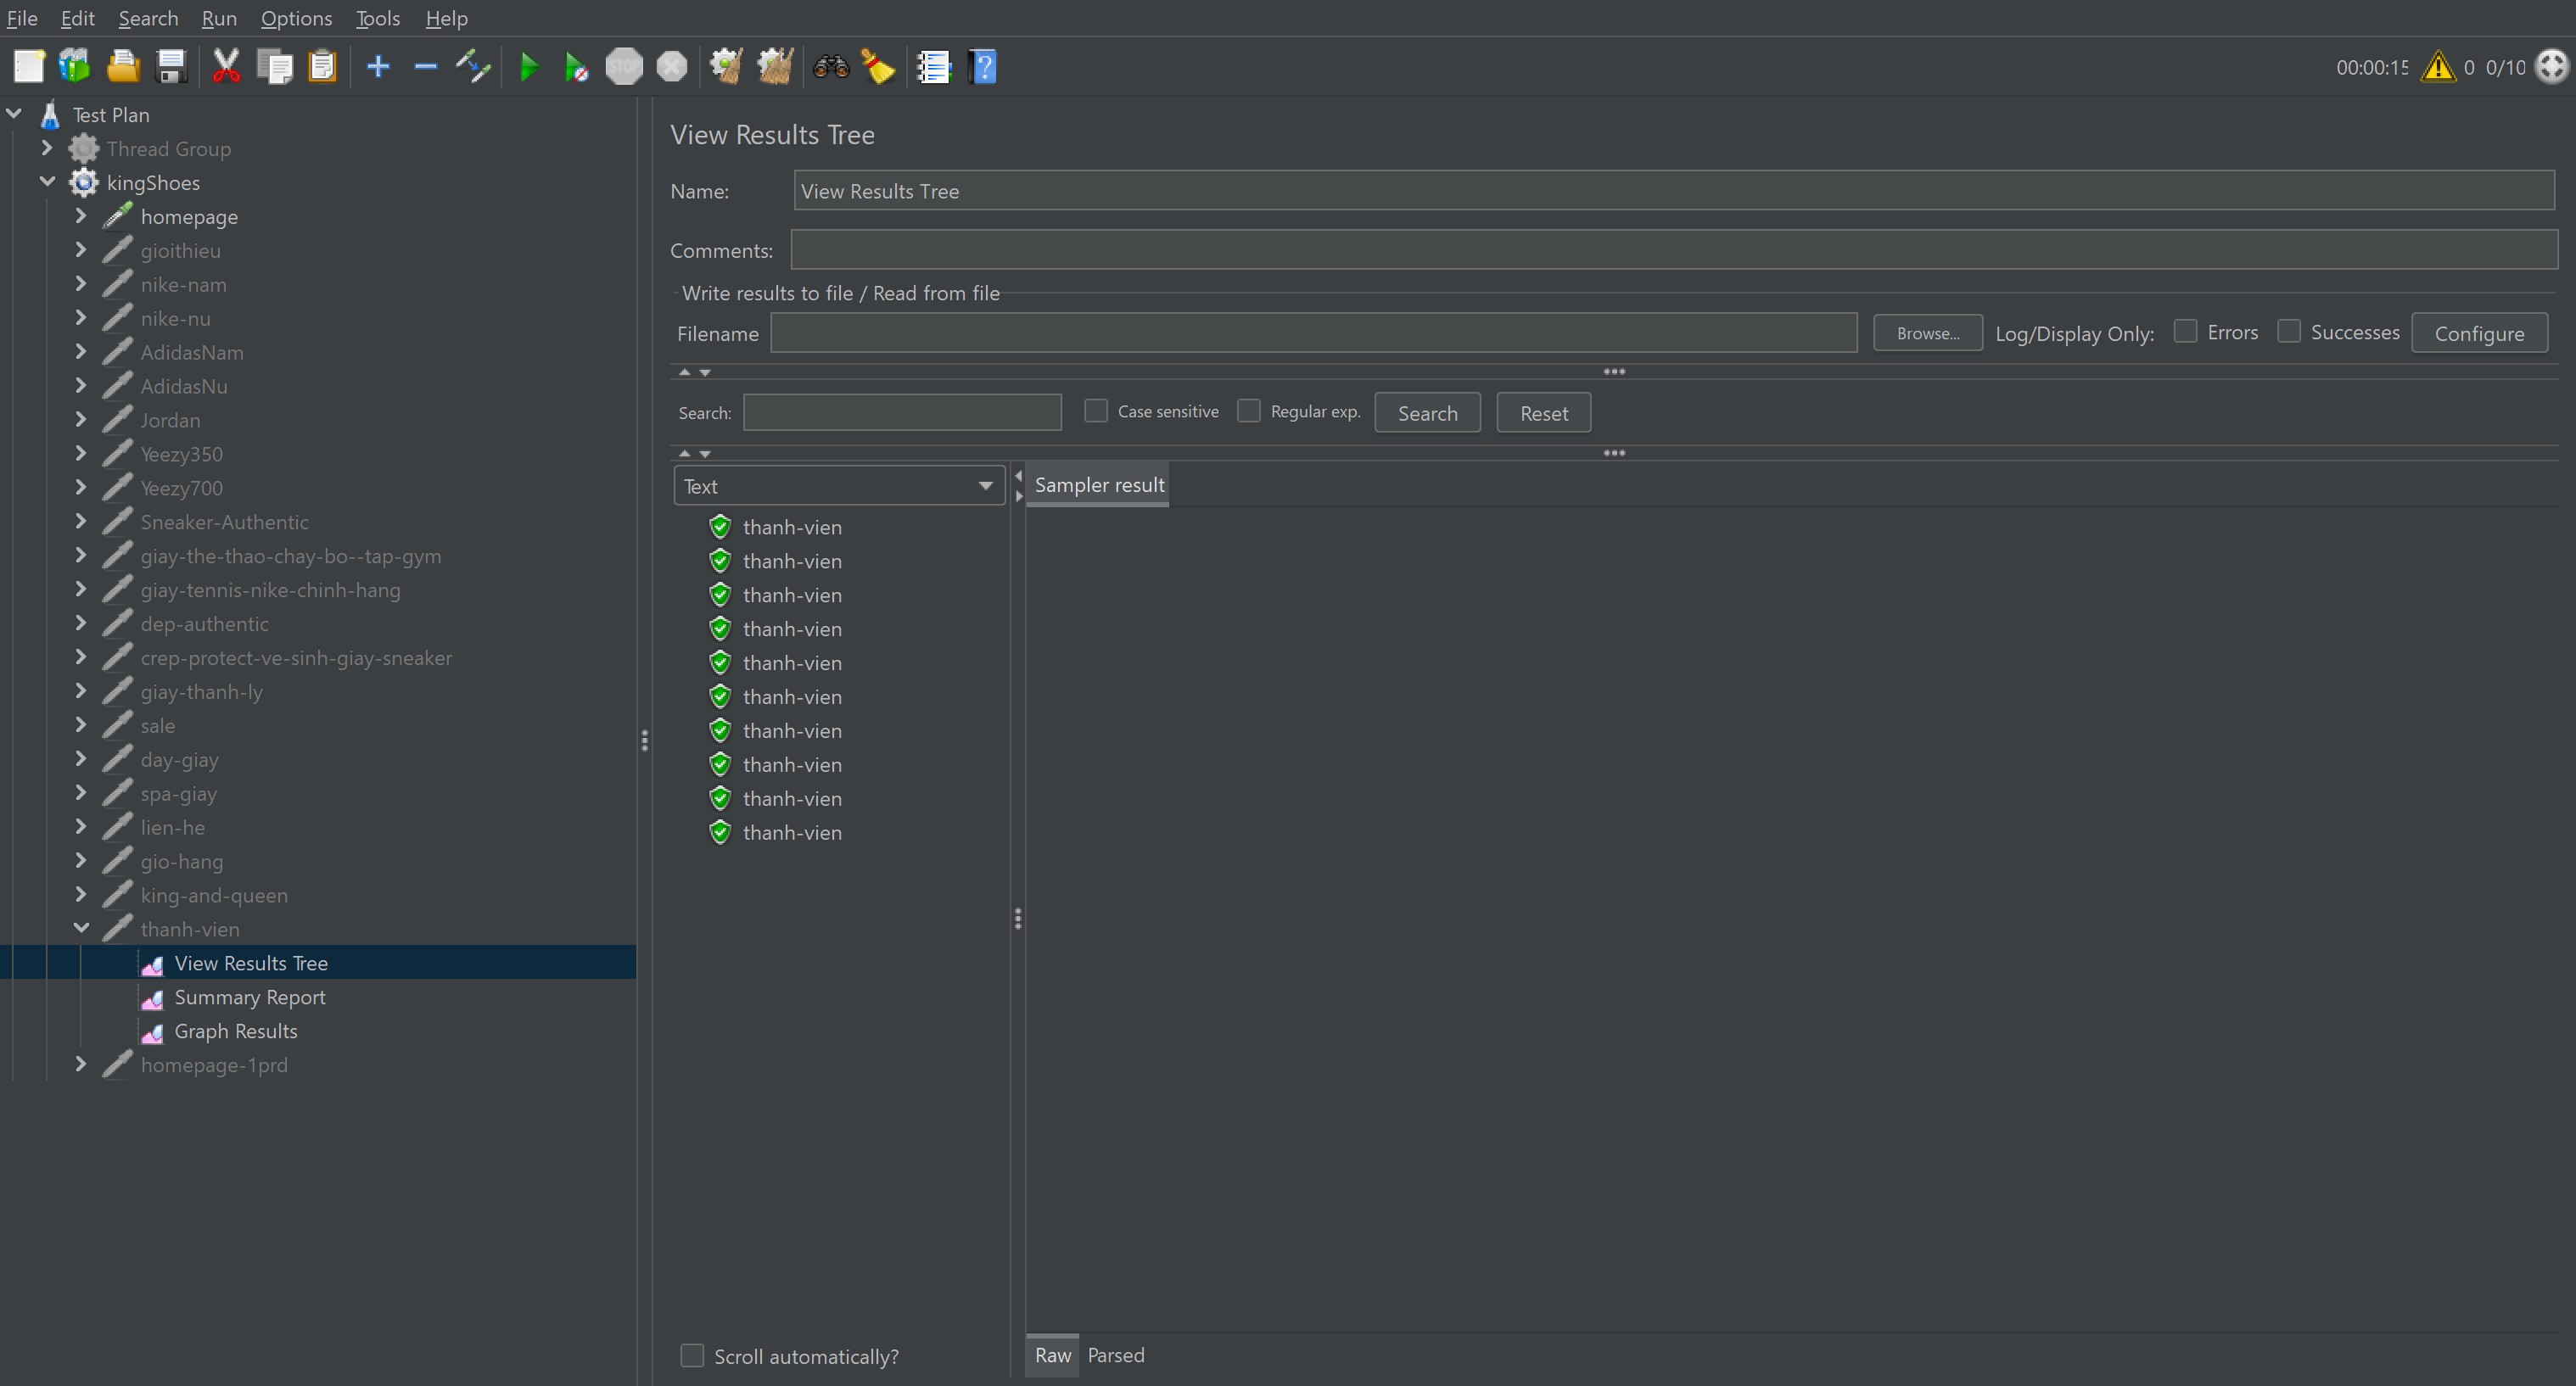 File Edit Search Run Options Tools Help
STOP
00:00:15 0 0/10
Test Plan
Thread Group
kingShoes
homepage
gioithieu
nike-nam
nike-nu
AdidasNam
AdidasNu
Jordan
Yeezy350
Yeezy700
Sneaker-Authentic
giay-the-thao-chay-bo--tap-gym
giay-tennis-nike-chinh-hang
dep-authentic
crep-protect-ve-sinh-giay-sneaker
giay-thanh-ly
sale
day-giay
spa-giay
lien-he
gio-hang
king-and-queen
thanh-vien
View Results Tree
Summary Report
Graph Results
homepage-1prd
View Results Tree
Name: View Results Tree
Comments:
Write results to file / Read from file
Filename Browse... Log/Display Only: Errors Successes Configure
Search: Case sensitive Regular exp. Search Reset
Text
Sampler result
thanh-vien
thanh-vien
thanh-vien
thanh-vien
thanh-vien
thanh-vien
thanh-vien
thanh-vien
thanh-vien
thanh-vien
Scroll automatically?
Raw Parsed